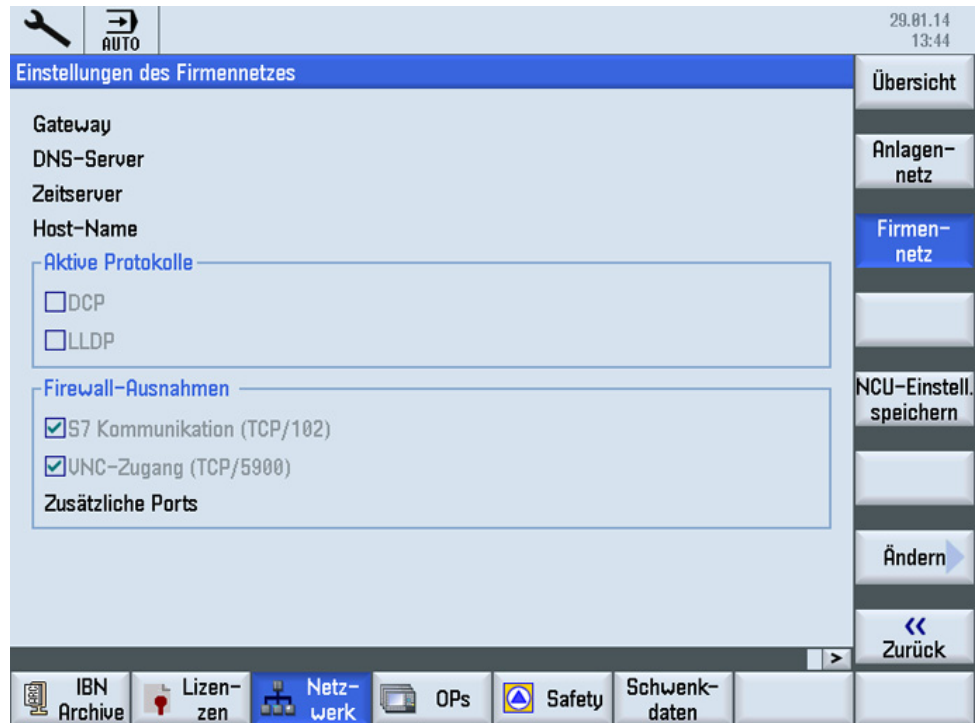 AUTO
29.01.14
13:44
Einstellungen des Firmennetzes
Gateway
DNS-Server
Zeitserver
Host-Name
Aktive Protokolle
DCP
LLDP
Firewall-Ausnahmen
S7 Kommunikation (TCP/102)
VNC-Zugang (TCP/5900)
Zusätzliche Ports
Übersicht
Anlagen-
netz
Firmen-
netz
NCU-Einstell.
speichern
Ändern
<<
Zurück
>
IBN
Archive
Lizen-
zen
Netz-
werk
OPs
Safety
Schwenk-
daten